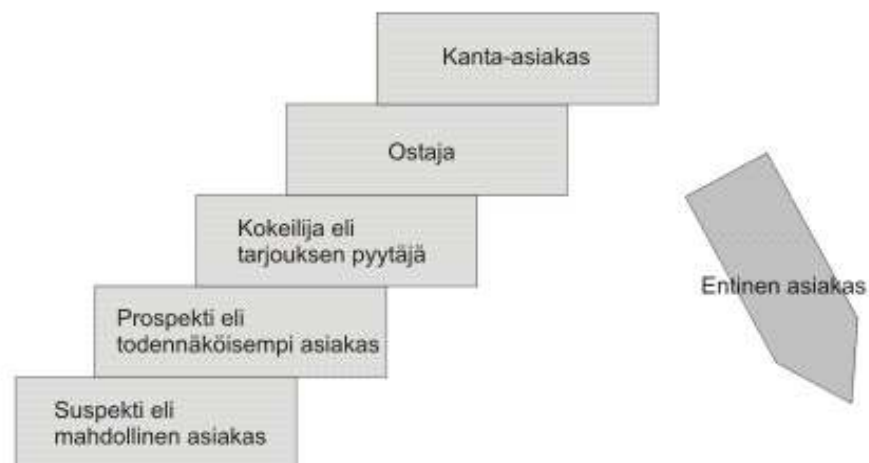 Kanta-asiakas
Ostaja
Kokeilija eli
tarjouksen pyytäjä
Entinen asiakas
Prospekti eli
todennäköisempi asiakas
Suspekti eli
mahdollinen asiakas